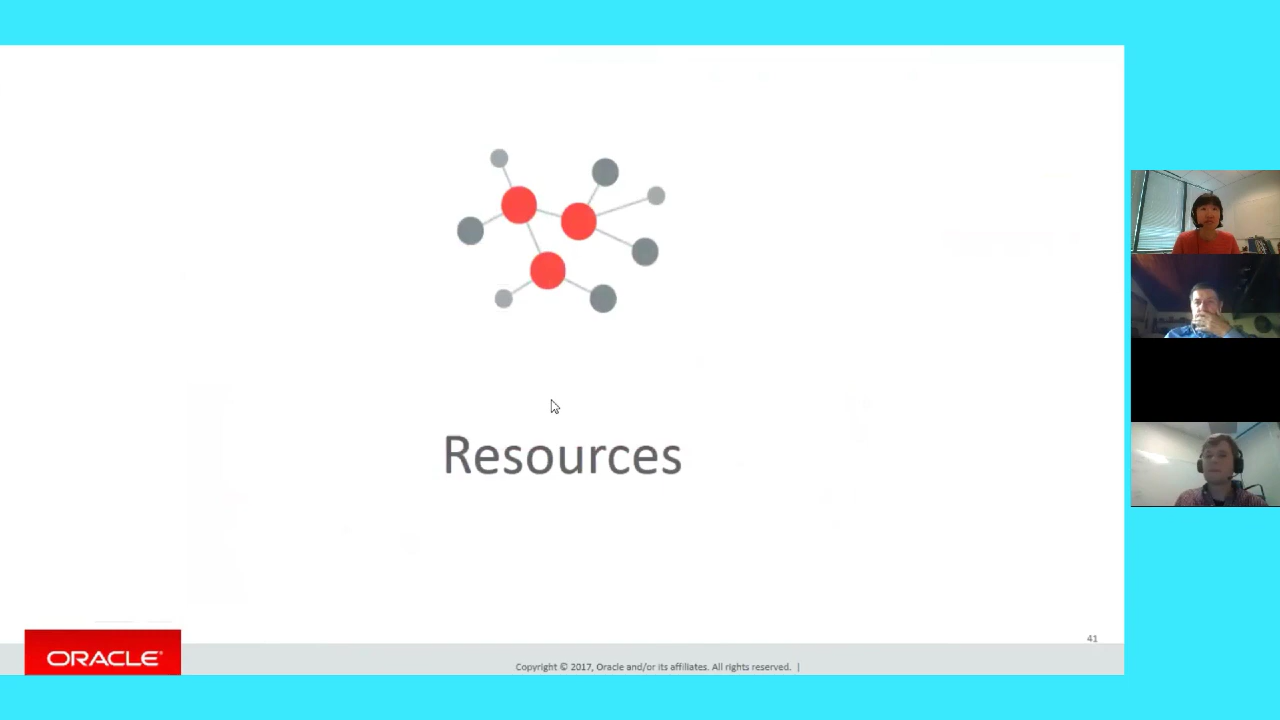 Resources
41
ORACLE®
Copyright © 2017, Oracle and/or its affiliates. All rights reserved. |